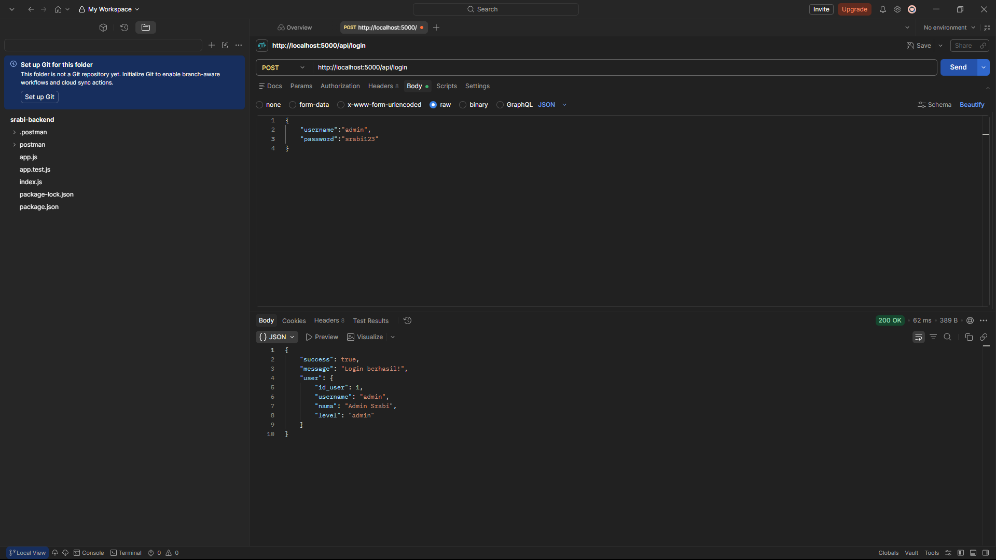 My Workspace
Search
Invite
Upgrade
Overview
POST http://localhost:5000/
No environment
http://localhost:5000/api/login
Save
Share
Set up Git for this folder
This folder is not a Git repository yet. Initialize Git to enable branch-aware
workflows and cloud sync actions.
Set up Git
POST
http://localhost:5000/api/login
Send
Docs Params Authorization Headers 8 Body Scripts Settings
none form-data x-www-form-urlencoded raw binary GraphQL JSON
Schema Beautify
srabi-backend
.postman
postman
app.js
app.test.js
index.js
package-lock.json
package.json
1 {
2 "username":"admin",
3 "password":"srabi123"
4 }
Body Cookies Headers 8 Test Results
200 OK 62 ms 389 B
{} JSON Preview Visualize
1 {
2 "success": true,
3 "message": "Login berhasil!",
4 "user": {
5 "id_user": 1,
6 "username": "admin",
7 "nama": "Admin Srabi",
8 "level": "admin"
9 }
10 }
Local View Console Terminal 0 0
Globals Vault Tools